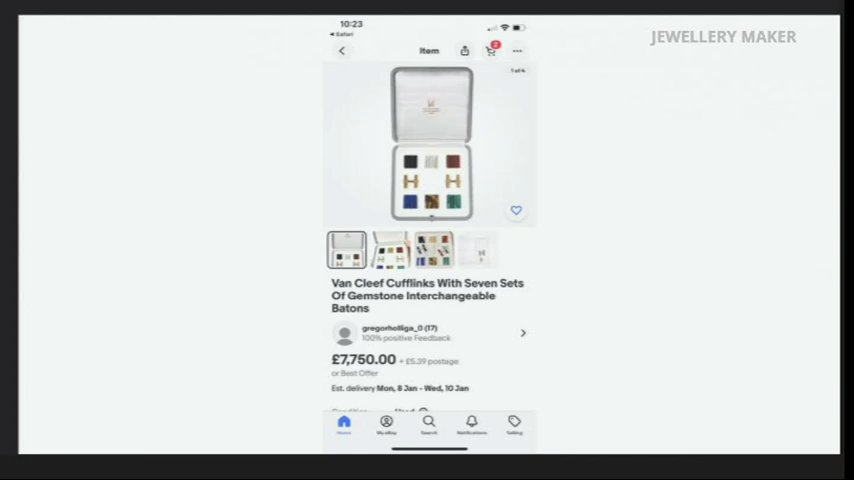 10:23
Safari
JEWELLERY MAKER
Item
2
1 of 4
Van Cleef Cufflinks With Seven Sets
Of Gemstone Interchangeable
Batons
gregorholliga_0 (17)
100% positive Feedback
£7,750.00 + £5.39 postage
or Best Offer
Est. delivery Mon, 8 Jan - Wed, 10 Jan
Home
My eBay
Search
Notifications
Selling